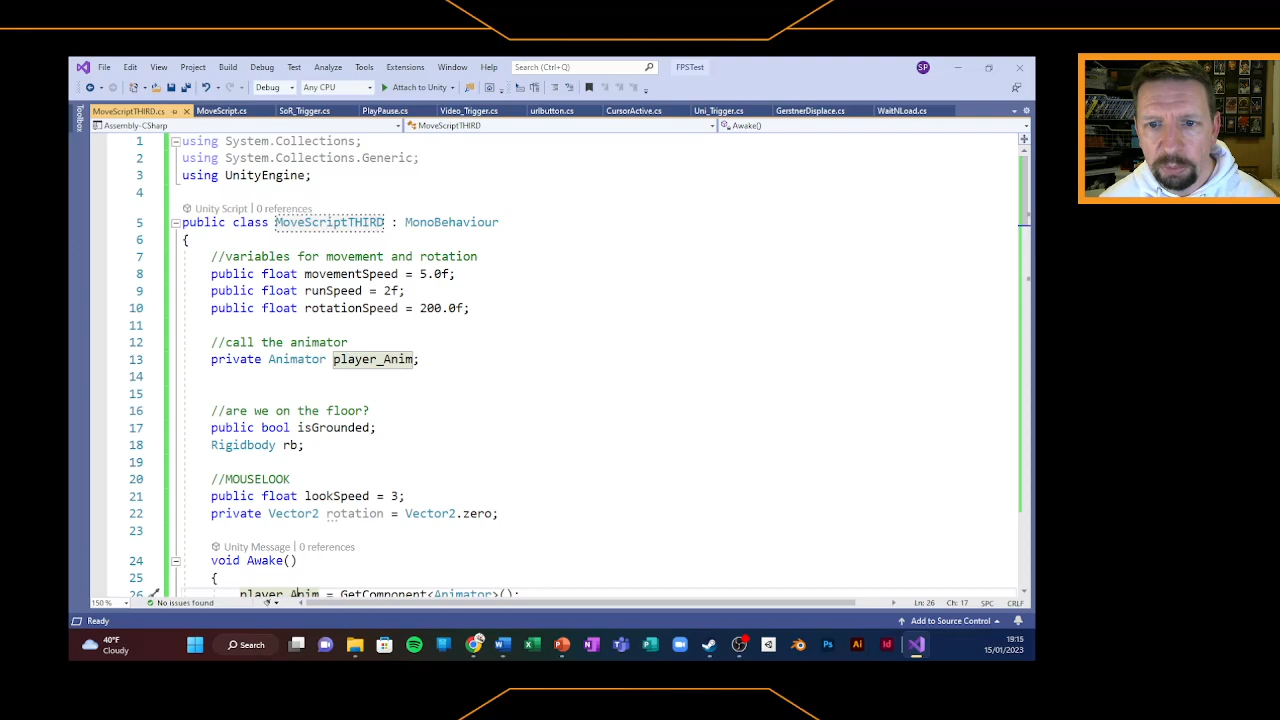 File Edit View Project Build Debug Test Analyze Tools Extensions Window Help Search (Ctrl+Q) FPSTest SP
Debug Any CPU Attach to Unity
MoveScriptTHIRD.cs MoveScript.cs SoR_Trigger.cs PlayPause.cs Video_Trigger.cs urlbutton.cs CursorActive.cs Uni_Trigger.cs GerstnerDisplace.cs WaitNLoad.cs
Toolbox
Assembly-CSharp MoveScriptTHIRD Awake()
1 using System.Collections;
2 using System.Collections.Generic;
3 using UnityEngine;
4
Unity Script | 0 references
5 public class MoveScriptTHIRD : MonoBehaviour
6 {
7 //variables for movement and rotation
8 public float movementSpeed = 5.0f;
9 public float runSpeed = 2f;
10 public float rotationSpeed = 200.0f;
11
12 //call the animator
13 private Animator player_Anim;
14
15
16 //are we on the floor?
17 public bool isGrounded;
18 Rigidbody rb;
19
20 //MOUSELOOK
21 public float lookSpeed = 3;
22 private Vector2 rotation = Vector2.zero;
23
Unity Message | 0 references
24 void Awake()
25 {
26 player_Anim = GetComponent<Animator>();
150 % No issues found Ln: 26 Ch: 17 SPC CRLF
Ready Add to Source Control
40°F
Cloudy
Search
19:15
15/01/2023